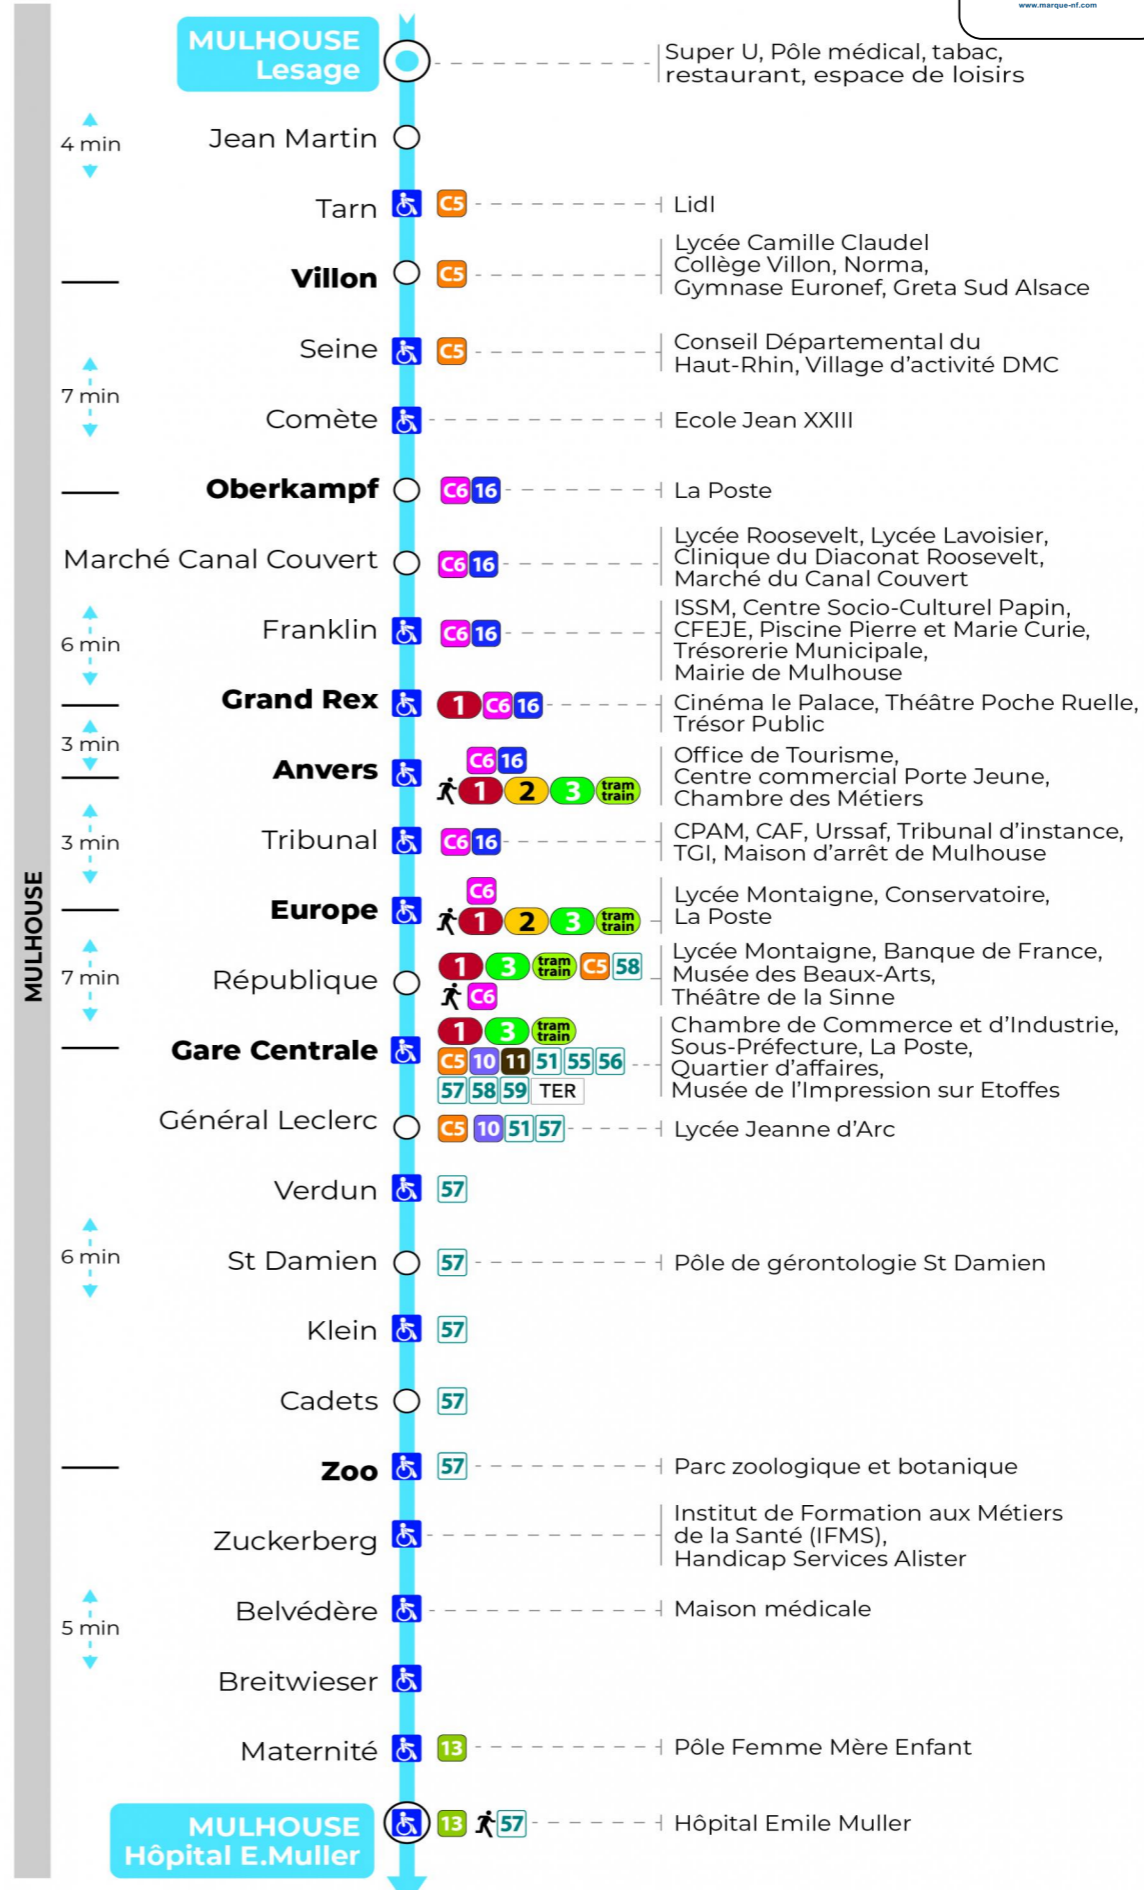 www.marque-nf.com
MULHOUSE
Lesage
Super U, Pôle médical, tabac,
restaurant, espace de loisirs
4 min
Jean Martin
Tarn
C5
Lidl
Villon
C5
Lycée Camille Claudel
Collège Villon, Norma,
Gymnase Euronef, Greta Sud Alsace
Seine
C5
Conseil Départemental du
Haut-Rhin, Village d'activité DMC
7 min
Comète
Ecole Jean XXIII
Oberkampf
C6 16
La Poste
Marché Canal Couvert
C6 16
Lycée Roosevelt, Lycée Lavoisier,
Clinique du Diaconat Roosevelt,
Marché du Canal Couvert
6 min
Franklin
C6 16
ISSM, Centre Socio-Culturel Papin,
CFEJE, Piscine Pierre et Marie Curie,
Trésorerie Municipale,
Mairie de Mulhouse
Grand Rex
1 C6 16
Cinéma le Palace, Théâtre Poche Ruelle,
Trésor Public
3 min
Anvers
C6 16
1 2 3 tram train
Office de Tourisme,
Centre commercial Porte Jeune,
Chambre des Métiers
3 min
Tribunal
C6 16
CPAM, CAF, Urssaf, Tribunal d'instance,
TGI, Maison d'arrêt de Mulhouse
MULHOUSE
Europe
C6
1 2 3 tram train
Lycée Montaigne, Conservatoire,
La Poste
7 min
République
1 3 tram train C5 58
C6
Lycée Montaigne, Banque de France,
Musée des Beaux-Arts,
Théâtre de la Sinne
Gare Centrale
1 3 tram train
C5 10 11 51 55 56
57 58 59 TER
Chambre de Commerce et d'Industrie,
Sous-Préfecture, La Poste,
Quartier d'affaires,
Musée de l'Impression sur Etoffes
Général Leclerc
C5 10 51 57
Lycée Jeanne d'Arc
Verdun
57
6 min
St Damien
57
Pôle de gérontologie St Damien
Klein
57
Cadets
57
Zoo
57
Parc zoologique et botanique
Zuckerberg
Institut de Formation aux Métiers
de la Santé (IFMS),
Handicap Services Alister
5 min
Belvédère
Maison médicale
Breitwieser
Maternité
13
Pôle Femme Mère Enfant
MULHOUSE
Hôpital E.Muller
13 57
Hôpital Emile Muller